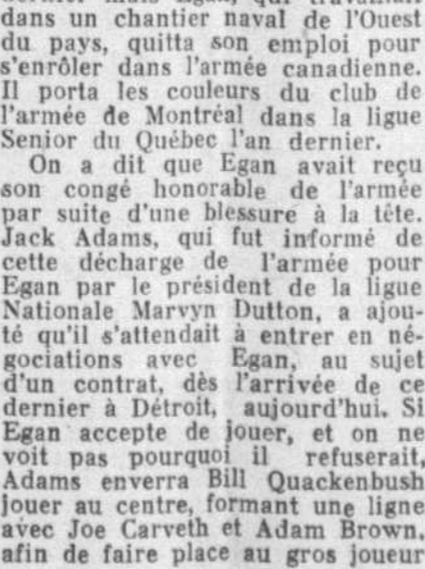 dans un chantier naval de l'Ouest
du pays, quitta son emploi pour
s'enrôler dans l'armée canadienne.
Il porta les couleurs du club de
l'armée de Montréal dans la ligue
Senior du Québec l'an dernier.
On a dit que Egan avait reçu
son congé honorable de l'armée
par suite d'une blessure à la tête.
Jack Adams, qui fut informé de
cette décharge de l'armée pour
Egan par le président de la ligue
Nationale Marvyn Dutton, a ajou-
té qu'il s'attendait à entrer en né-
gociations avec Egan, au sujet
d'un contrat, dès l'arrivée de ce
dernier à Détroit, aujourd'hui. Si
Egan accepte de jouer, et on ne
voit pas pourquoi il refuserait,
Adams enverra Bill Quackenbush
jouer au centre, formant une ligne
avec Joe Carveth et Adam Brown,
afin de faire place au gros joueur